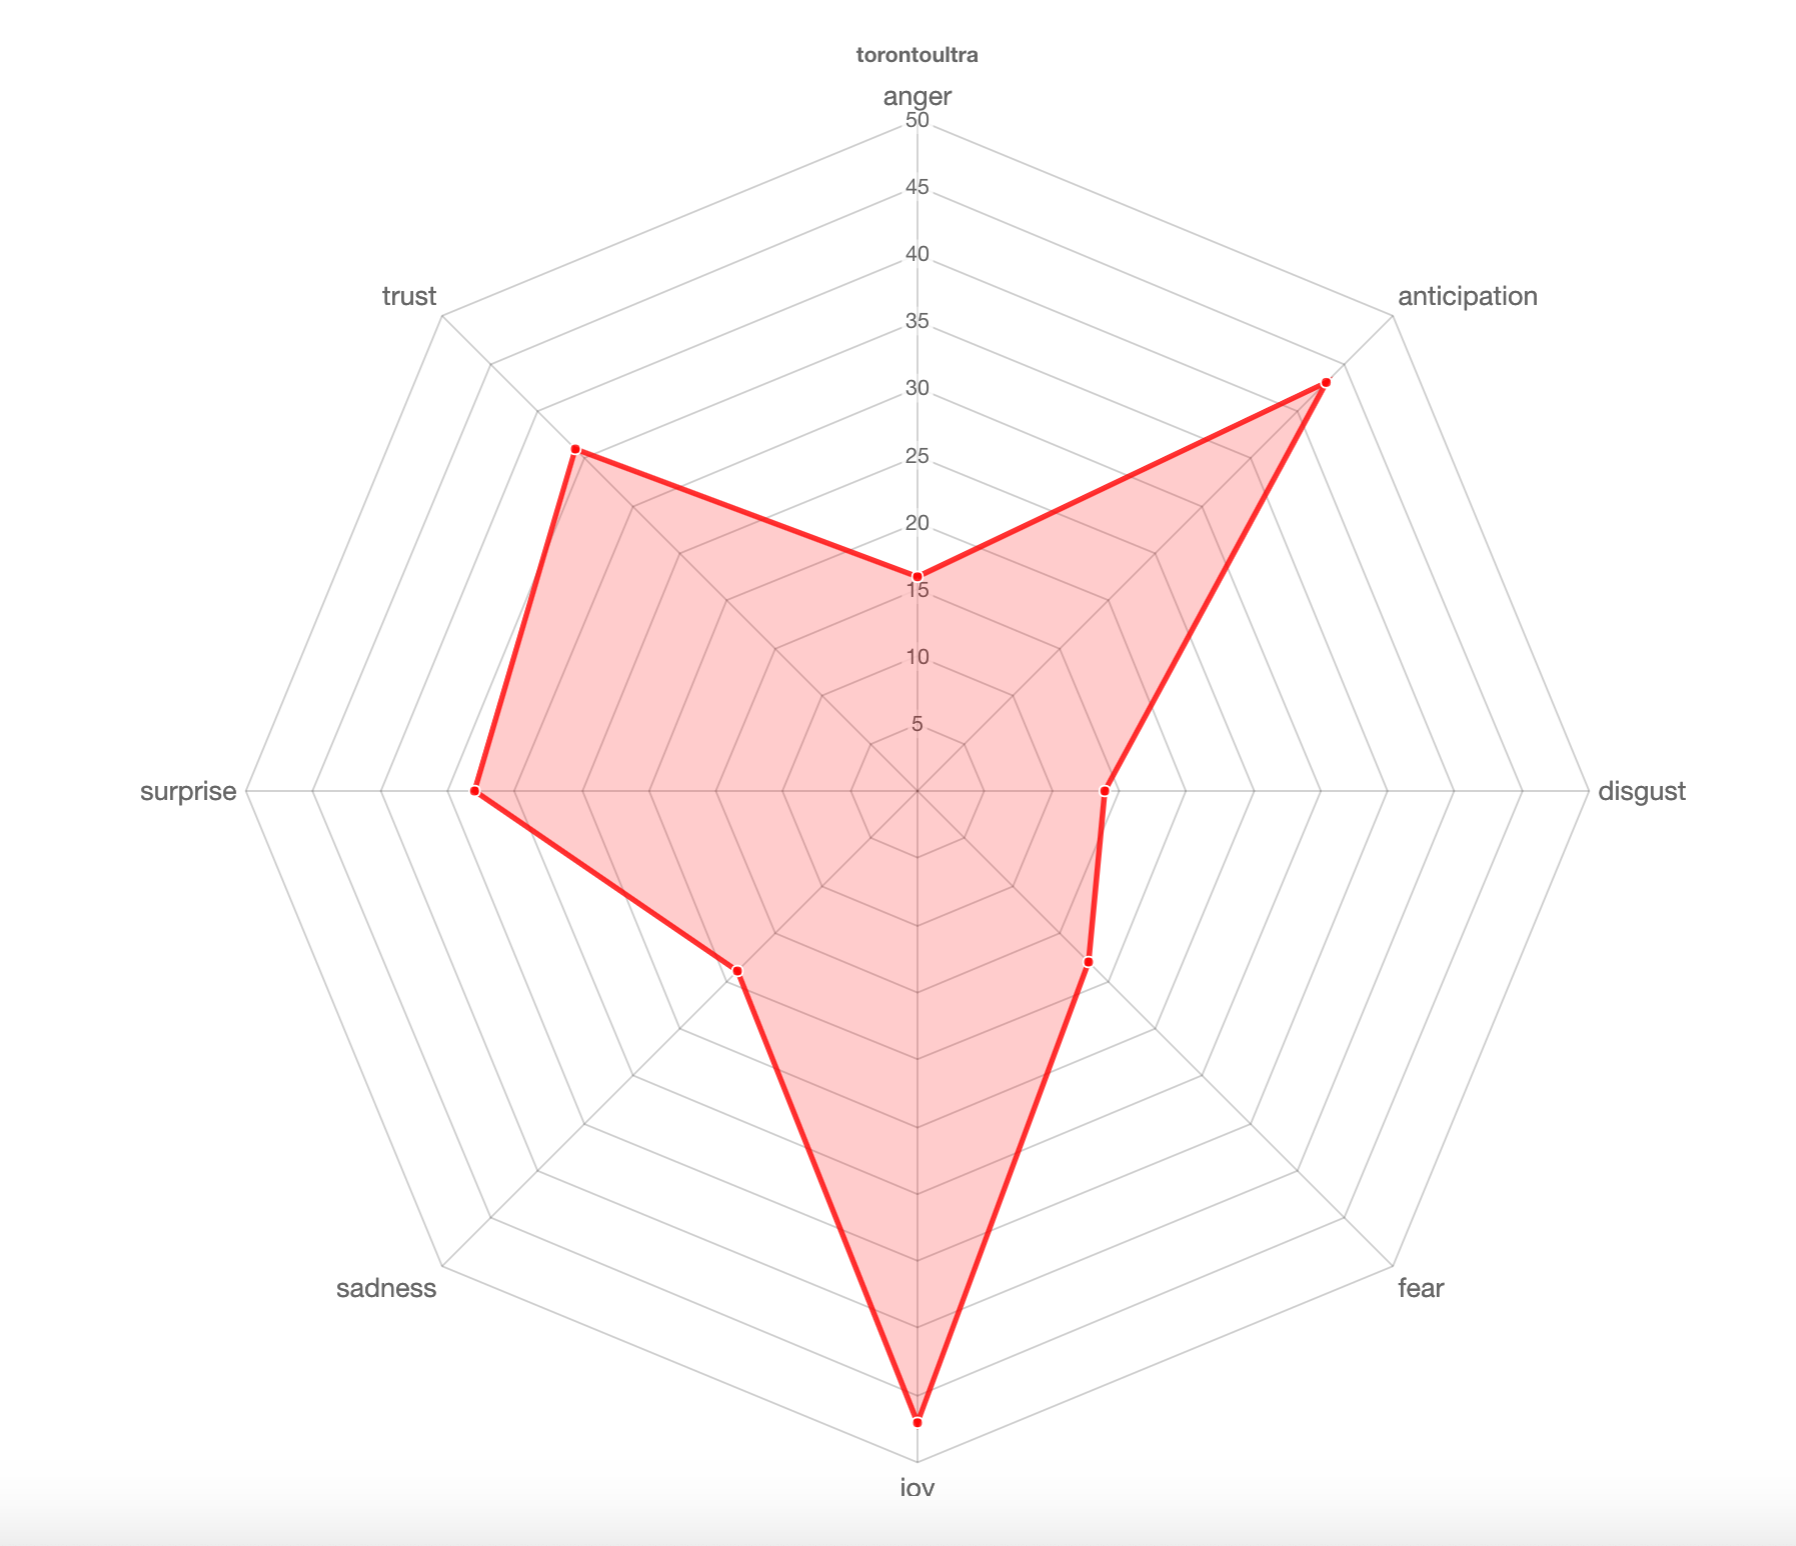 torontoultra
anger
50
45
40
35
30
25
20
15
10
5
trust
anticipation
surprise
disgust
sadness
fear
joy